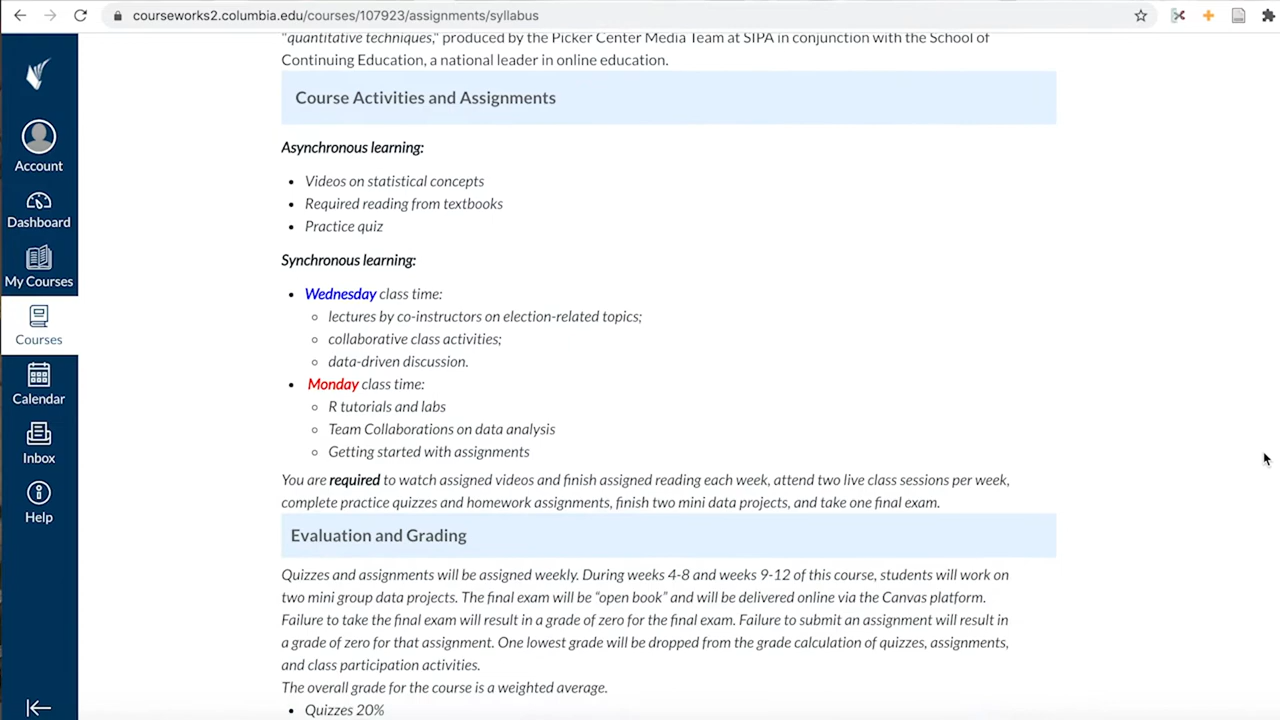 courseworks2.columbia.edu/courses/107923/assignments/syllabus
"quantitative techniques," produced by the Picker Center Media Team at SIPA in conjunction with the School of
Continuing Education, a national leader in online education.
Course Activities and Assignments
Asynchronous learning:
• Videos on statistical concepts
• Required reading from textbooks
• Practice quiz
Synchronous learning:
• Wednesday class time:
○ lectures by co-instructors on election-related topics;
○ collaborative class activities;
○ data-driven discussion.
• Monday class time:
○ R tutorials and labs
○ Team Collaborations on data analysis
○ Getting started with assignments
You are required to watch assigned videos and finish assigned reading each week, attend two live class sessions per week,
complete practice quizzes and homework assignments, finish two mini data projects, and take one final exam.
Evaluation and Grading
Quizzes and assignments will be assigned weekly. During weeks 4-8 and weeks 9-12 of this course, students will work on
two mini group data projects. The final exam will be “open book” and will be delivered online via the Canvas platform.
Failure to take the final exam will result in a grade of zero for the final exam. Failure to submit an assignment will result in
a grade of zero for that assignment. One lowest grade will be dropped from the grade calculation of quizzes, assignments,
and class participation activities.
The overall grade for the course is a weighted average.
• Quizzes 20%
Account
Dashboard
My Courses
Courses
Calendar
Inbox
Help